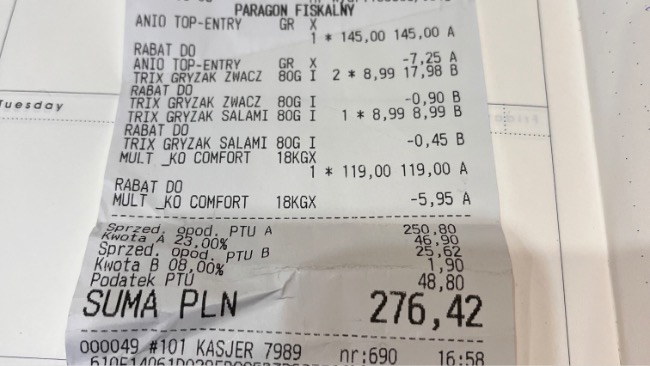 PARAGON FISKALNY
ANIO TOP-ENTRY GR X
1 * 145,00 145,00 A
RABAT DO
ANIO TOP-ENTRY GR X -7,25 A
TRIX GRYZAK ZWACZ 80G I 2 * 8,99 17,98 B
RABAT DO
TRIX GRYZAK ZWACZ 80G I -0,90 B
TRIX GRYZAK SALAMI 80G I 1 * 8,99 8,99 B
RABAT DO
TRIX GRYZAK SALAMI 80G I -0,45 B
MULT _KO COMFORT 18KGX
1 * 119,00 119,00 A
RABAT DO
MULT _KO COMFORT 18KGX -5,95 A
Sprzed. opod. PTU A 250,80
Kwota A 23,00% 46,90
Sprzed. opod. PTU B 25,62
Kwota B 08,00% 1,90
Podatek PTU 48,80
SUMA PLN 276,42
000049 #101 KASJER 7989 nr:690 16:58
Tuesday